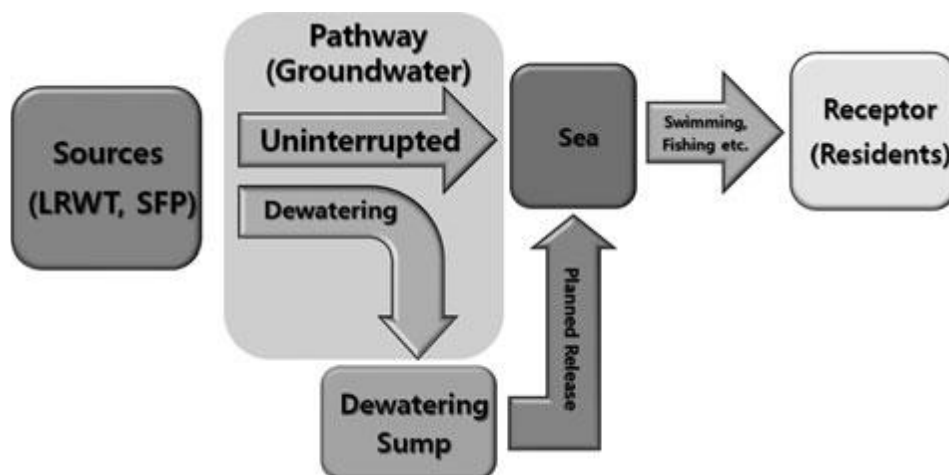 Pathway
(Groundwater)
Sources
(LRWT, SFP)
Uninterrupted
Dewatering
Sea
Swimming,
Fishing etc.
Receptor
(Residents)
Planned Release
Dewatering
Sump